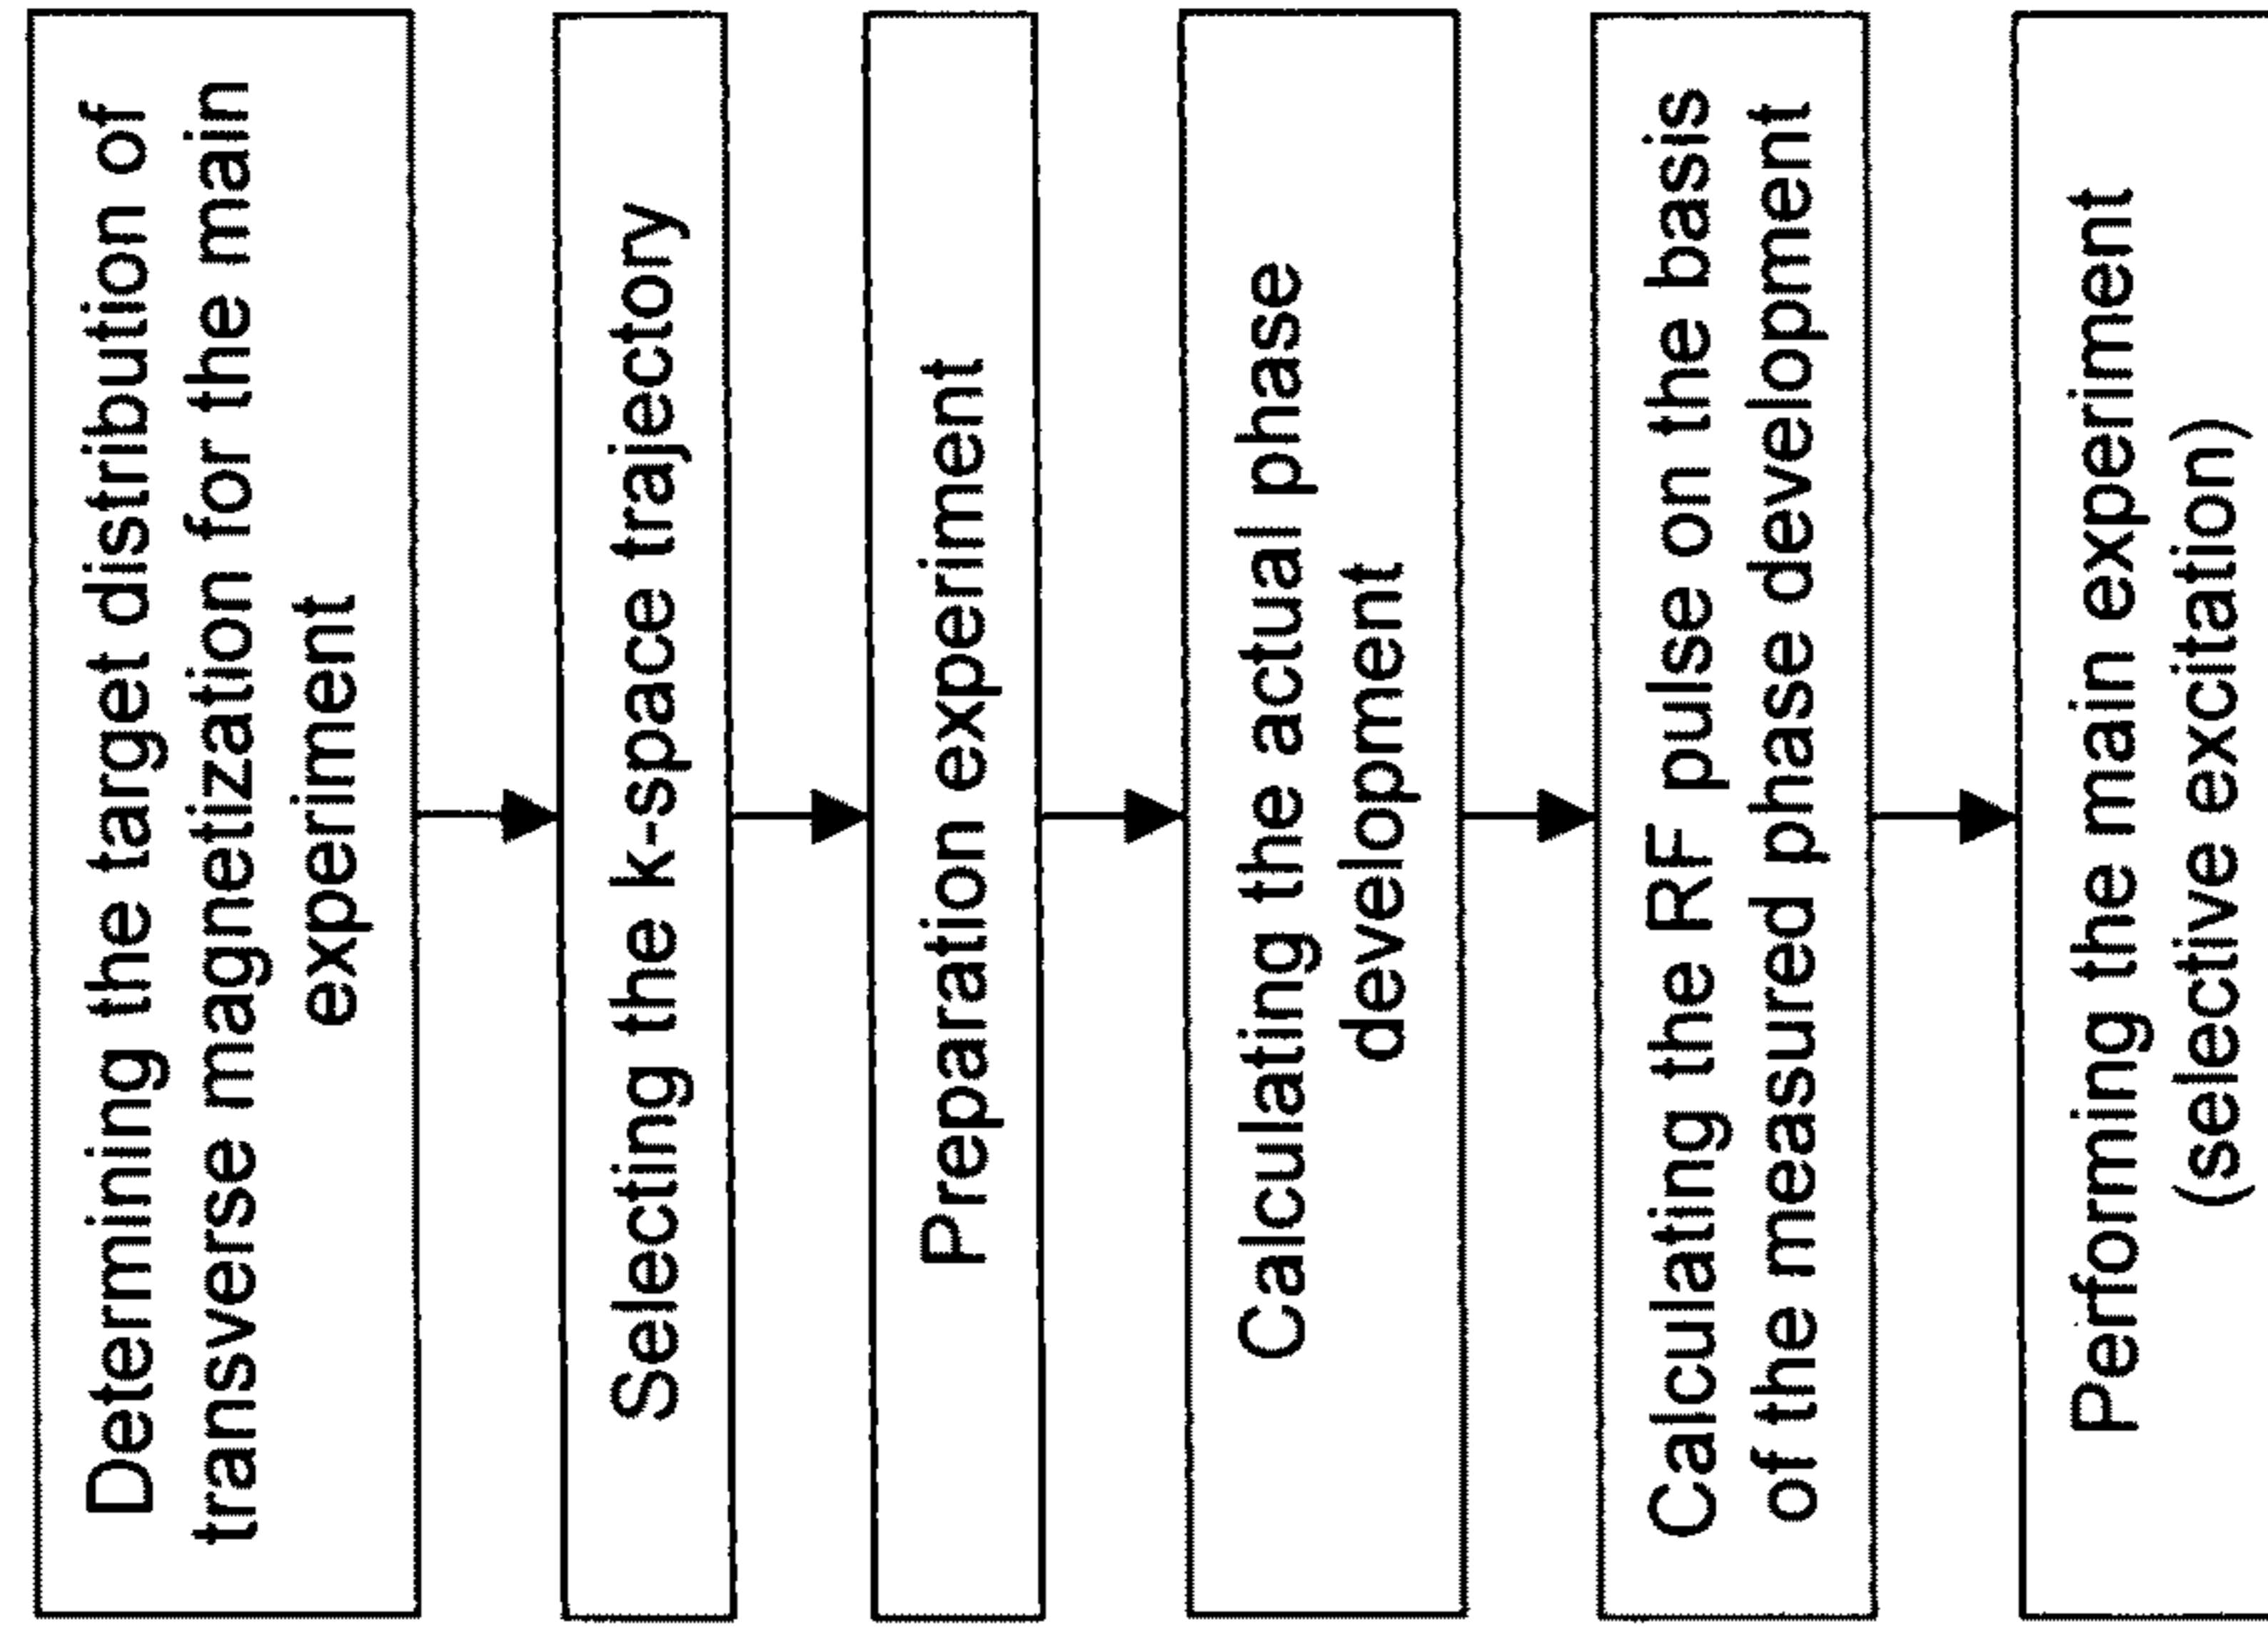 Determining the target distribution of
transverse magnetization for the main
experiment
Selecting the k-space trajectory
Preparation experiment
Calculating the actual phase
development
Calculating the RF pulse on the basis
of the measured phase development
Performing the main experiment
(selective excitation)